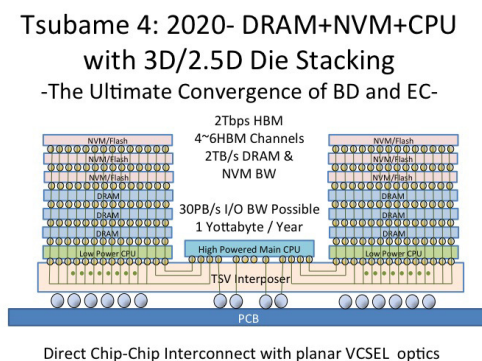 Tsubame 4: 2020- DRAM+NVM+CPU
with 3D/2.5D Die Stacking
-The Ultimate Convergence of BD and EC-
2Tbps HBM
4~6HBM Channels
2TB/s DRAM &
NVM BW
30PB/s I/O BW Possible
1 Yottabyte / Year
NVM/Flash
NVM/Flash
NVM/Flash
DRAM
DRAM
DRAM
Low Power CPU
High Powered Main CPU
NVM/Flash
NVM/Flash
NVM/Flash
DRAM
DRAM
DRAM
Low Power CPU
TSV Interposer
PCB
Direct Chip-Chip Interconnect with planar VCSEL optics